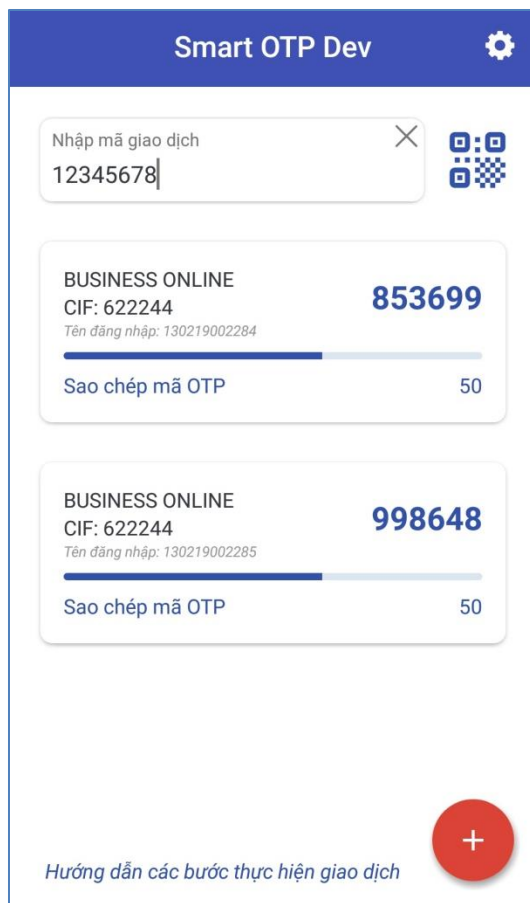 Smart OTP Dev
Nhập mã giao dịch
12345678
BUSINESS ONLINE
853699
CIF: 622244
Tên đăng nhập: 130219002284
Sao chép mã OTP
50
BUSINESS ONLINE
998648
CIF: 622244
Tên đăng nhập: 130219002285
Sao chép mã OTP
50
Hướng dẫn các bước thực hiện giao dịch